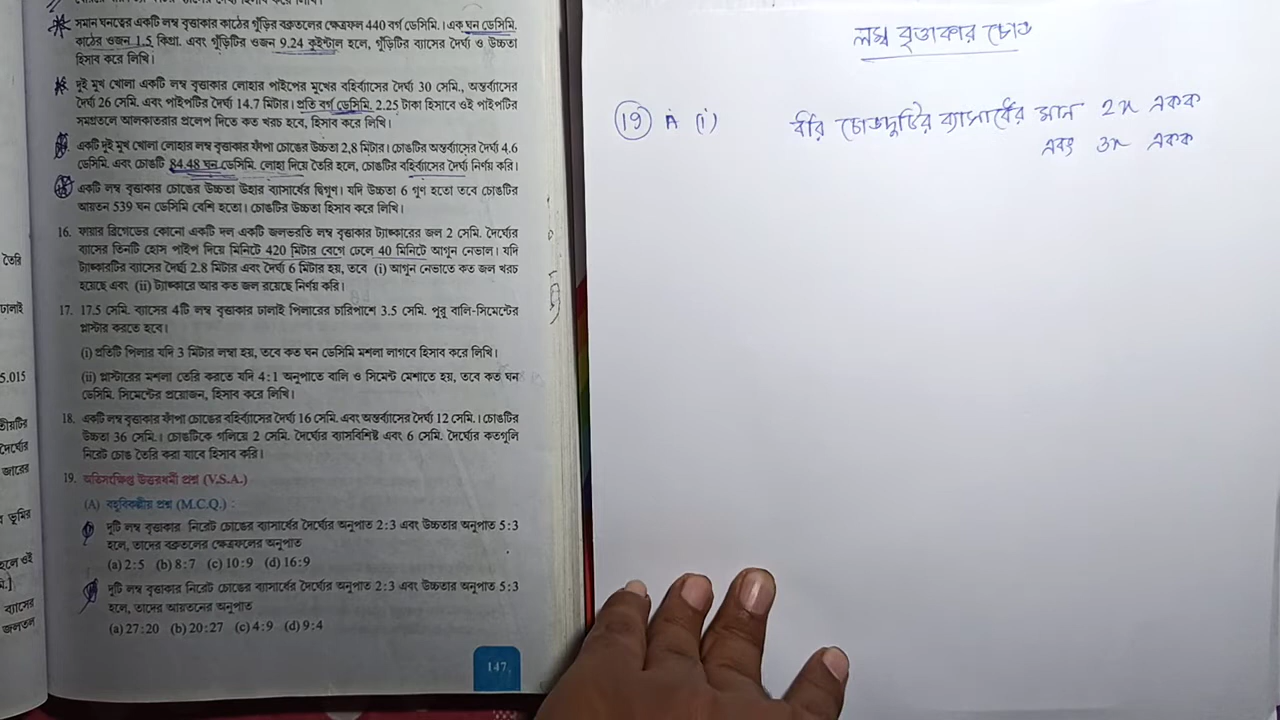 সমান ঘনত্বের একটি লম্ব বৃত্তাকার কাঠের গুঁড়ির বক্রতলের ক্ষেত্রফল 440 বর্গ ডেসিমি.। এক ঘন ডেসিমি.
কাঠের ওজন 1.5 কিগ্রা. এবং গুঁড়িটির ওজন 9.24 কুইন্টাল হলে, গুঁড়িটির ব্যাসের দৈর্ঘ্য ও উচ্চতা
হিসাব করে লিখি।
দুই মুখ খোলা একটি লম্ব বৃত্তাকার লোহার পাইপের মুখের বহির্ব্যাসের দৈর্ঘ্য 30 সেমি., অন্তর্ব্যাসের
দৈর্ঘ্য 26 সেমি. এবং পাইপটির দৈর্ঘ্য 14.7 মিটার। প্রতি বর্গ ডেসিমি. 2.25 টাকা হিসাবে ওই পাইপটির
সমগ্রতলে আলকাতরার প্রলেপ দিতে কত খরচ হবে, হিসাব করে লিখি।
একটি দুই মুখ খোলা লোহার লম্ব বৃত্তাকার ফাঁপা চোঙের উচ্চতা 2.8 মিটার। চোঙটির অন্তর্ব্যাসের দৈর্ঘ্য 4.6
ডেসিমি. এবং চোঙটি 84.48 ঘন ডেসিমি. লোহা দিয়ে তৈরি হলে, চোঙটির বহির্ব্যাসের দৈর্ঘ্য নির্ণয় করি।
একটি লম্ব বৃত্তাকার চোঙের উচ্চতা উহার ব্যাসার্ধের দ্বিগুণ। যদি উচ্চতা 6 গুণ হতো তবে চোঙটির
আয়তন 539 ঘন ডেসিমি বেশি হতো। চোঙটির উচ্চতা হিসাব করে লিখি।
16. ফায়ার ব্রিগেডের কোনো একটি দল একটি জলভরতি লম্ব বৃত্তাকার ট্যাঙ্কারের জল 2 সেমি. দৈর্ঘ্যের
ব্যাসের তিনটি হোস পাইপ দিয়ে মিনিটে 420 মিটার বেগে ঢেলে 40 মিনিটে আগুন নেভাল। যদি
ট্যাঙ্কারটির ব্যাসের দৈর্ঘ্য 2.8 মিটার এবং দৈর্ঘ্য 6 মিটার হয়, তবে (i) আগুন নেভাতে কত জল খরচ
হয়েছে এবং (ii) ট্যাঙ্কারে আর কত জল রয়েছে নির্ণয় করি।
17. 17.5 সেমি. ব্যাসের 4টি লম্ব বৃত্তাকার ঢালাই পিলারের চারিপাশে 3.5 সেমি. পুরু বালি-সিমেন্টের
প্লাস্টার করতে হবে।
(i) প্রতিটি পিলার যদি 3 মিটার লম্বা হয়, তবে কত ঘন ডেসিমি মশলা লাগবে হিসাব করে লিখি।
(ii) প্লাস্টারের মশলা তৈরি করতে যদি 4:1 অনুপাতে বালি ও সিমেন্ট মেশাতে হয়, তবে কত ঘন
ডেসিমি. সিমেন্টের প্রয়োজন, হিসাব করে লিখি।
18. একটি লম্ব বৃত্তাকার ফাঁপা চোঙের বহির্ব্যাসের দৈর্ঘ্য 16 সেমি. এবং অন্তর্ব্যাসের দৈর্ঘ্য 12 সেমি.। চোঙটির
উচ্চতা 36 সেমি.। চোঙটিকে গলিয়ে 2 সেমি. দৈর্ঘ্যের ব্যাসবিশিষ্ট এবং 6 সেমি. দৈর্ঘ্যের কতগুলি
নিরেট চোঙ তৈরি করা যাবে হিসাব করি।
19. অতিসংক্ষিপ্ত উত্তরধর্মী প্রশ্ন (V.S.A.)
(A) বহুবিকল্পীয় প্রশ্ন (M.C.Q.) :
দুটি লম্ব বৃত্তাকার নিরেট চোঙের ব্যাসার্ধের দৈর্ঘ্যের অনুপাত 2:3 এবং উচ্চতার অনুপাত 5:3
হলে, তাদের বক্রতলের ক্ষেত্রফলের অনুপাত
(a) 2:5 (b) 8:7 (c) 10:9 (d) 16:9
দুটি লম্ব বৃত্তাকার নিরেট চোঙের ব্যাসার্ধের দৈর্ঘ্যের অনুপাত 2:3 এবং উচ্চতার অনুপাত 5:3
হলে, তাদের আয়তনের অনুপাত
(a) 27:20 (b) 20:27 (c) 4:9 (d) 9:4
147
তৈরি
ঢালাই
5.015
দৈর্ঘ্যের
ভূমির
হলে ওই
ব্যাসের
জলতল
লম্ব বৃত্তাকার চোঙ
19 A (i) ধরি চোঙদুটির ব্যাসার্ধের মান 2x একক
এবং 3x একক